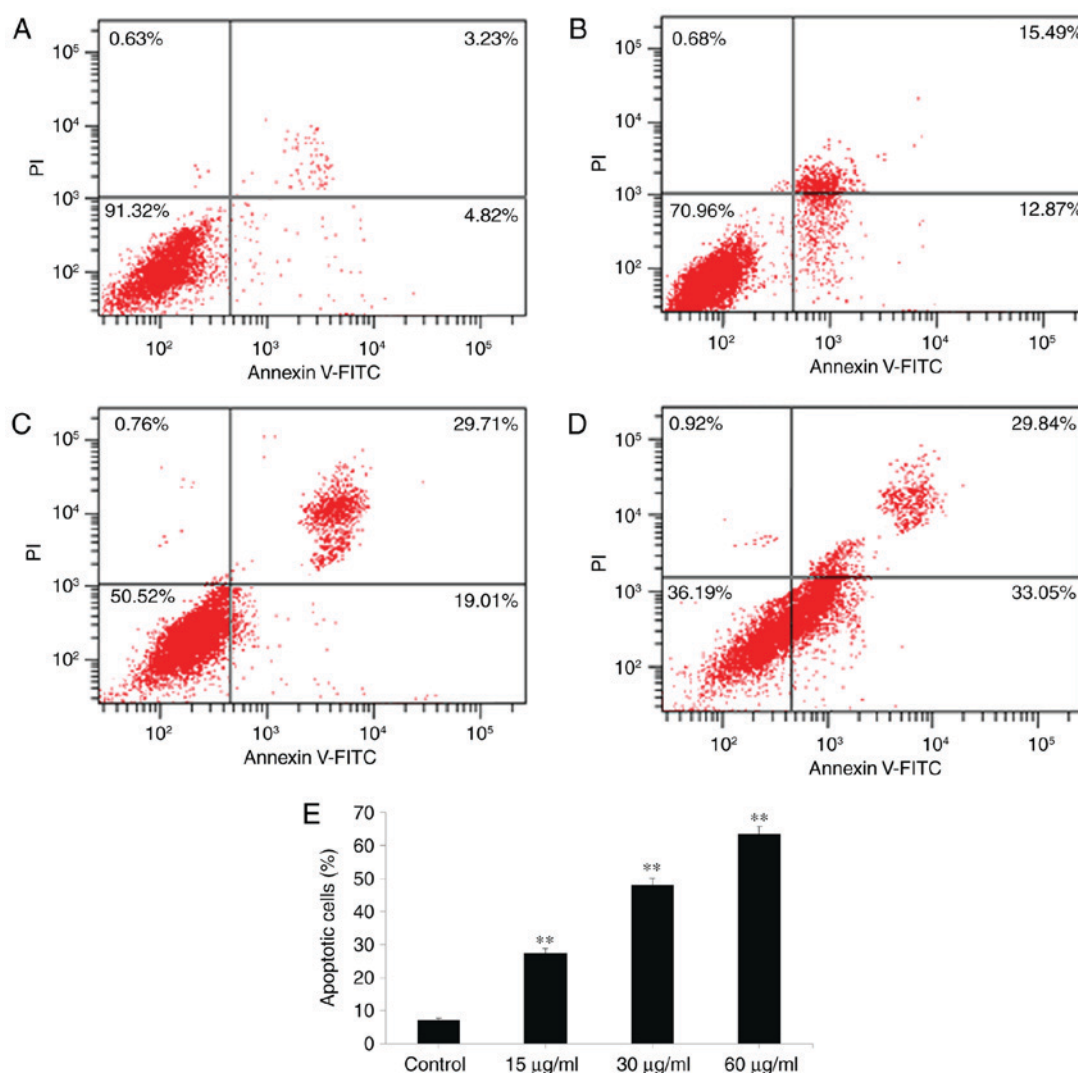 A
0.63%
3.23%
91.32%
4.82%
PI
10⁵
10⁴
10³
10²
10² 10³ 10⁴ 10⁵
Annexin V-FITC
B
0.68%
15.49%
70.96%
12.87%
PI
10⁵
10⁴
10³
10²
10² 10³ 10⁴ 10⁵
Annexin V-FITC
C
0.76%
29.71%
50.52%
19.01%
PI
10⁵
10⁴
10³
10²
10² 10³ 10⁴ 10⁵
Annexin V-FITC
D
0.92%
29.84%
36.19%
33.05%
PI
10⁵
10⁴
10³
10²
10² 10³ 10⁴ 10⁵
Annexin V-FITC
E
Apoptotic cells (%)
70
60
50
40
30
20
10
0
**
**
**
Control 15 µg/ml 30 µg/ml 60 µg/ml